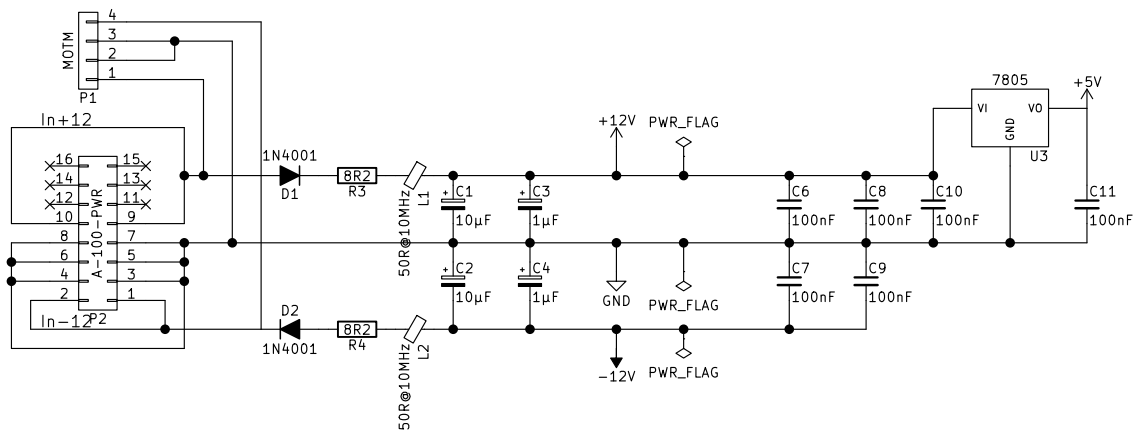 4
3
2
1
MOTM
P1
In+12
16
14
12
10
8
6
4
2
15
13
11
9
7
5
3
1
A-100-PWR
P2
In-12
1N4001
D1
8R2
R3
50R@10MHz
L1
D2
1N4001
8R2
R4
50R@10MHz
L2
+
C1
10µF
+
C3
1µF
+
C2
10µF
+
C4
1µF
+12V
PWR_FLAG
GND
PWR_FLAG
-12V
PWR_FLAG
C6
100nF
C8
100nF
C10
100nF
C7
100nF
C9
100nF
7805
VI
VO
GND
U3
+5V
C11
100nF